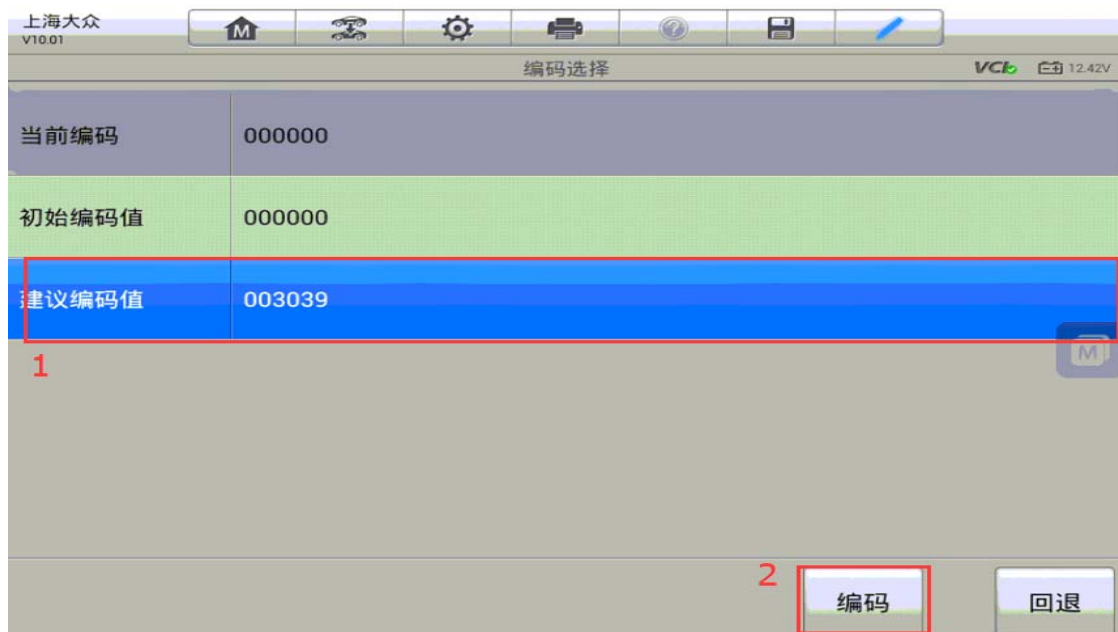 上海大众
V10.01
M
编码选择
VCI
12.42V
当前编码 000000
初始编码值 000000
建议编码值 003039
1
M
2
编码
回退